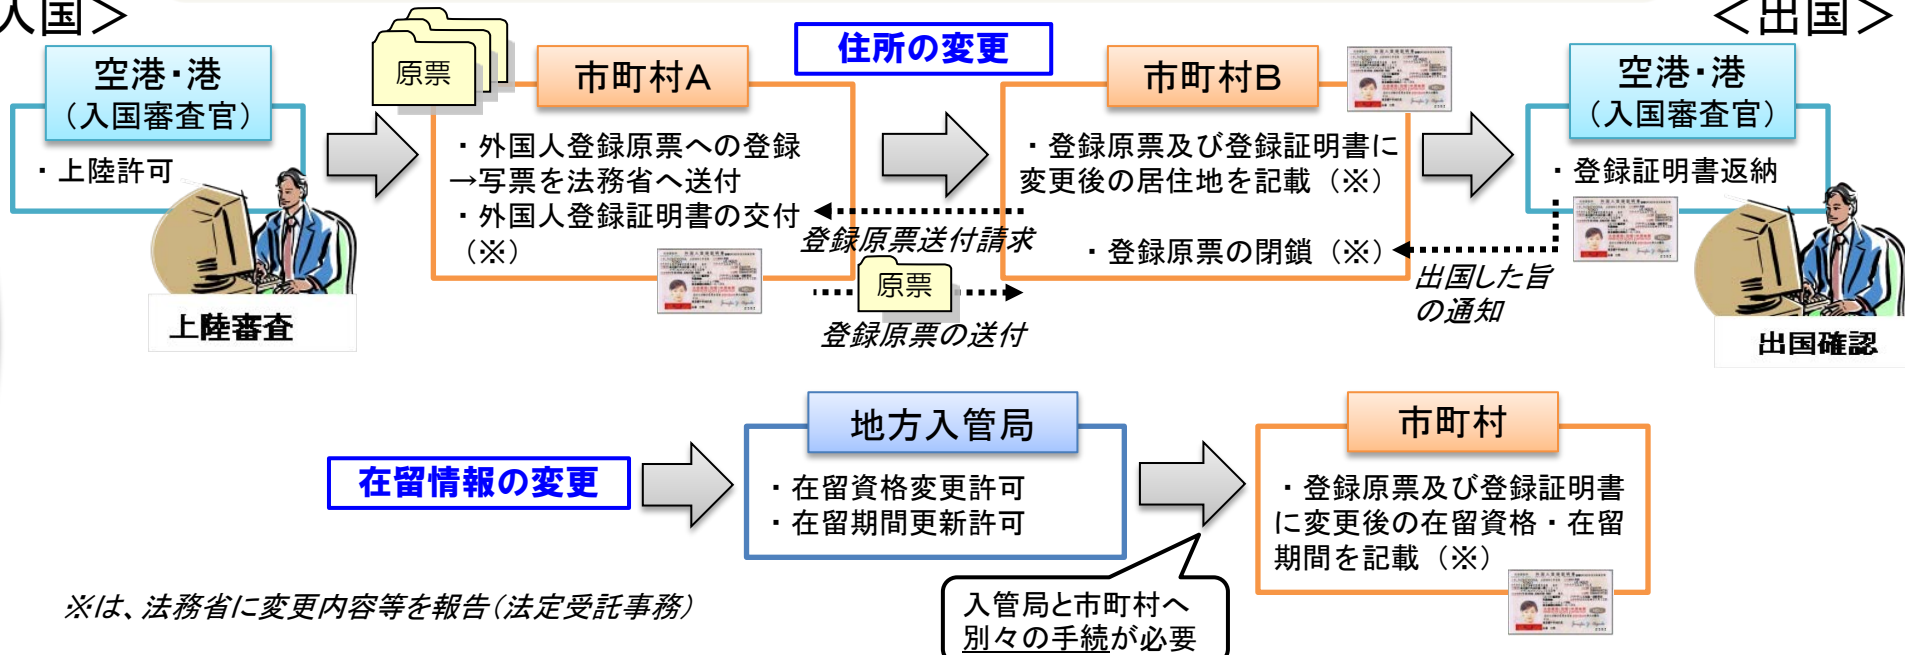 入国＞
＜出国＞
空港・港
（入国審査官）
・上陸許可
上陸審査
原票
市町村A
・外国人登録原票への登録
→写票を法務省へ送付
・外国人登録証明書の交付
（※）
住所の変更
登録原票送付請求
原票
登録原票の送付
市町村B
・登録原票及び登録証明書に
変更後の居住地を記載（※）
・登録原票の閉鎖（※）
出国した旨
の通知
空港・港
（入国審査官）
・登録証明書返納
出国確認
在留情報の変更
地方入管局
・在留資格変更許可
・在留期間更新許可
入管局と市町村へ
別々の手続が必要
市町村
・登録原票及び登録証明書
に変更後の在留資格・在留
期間を記載（※）
※は、法務省に変更内容等を報告（法定受託事務）